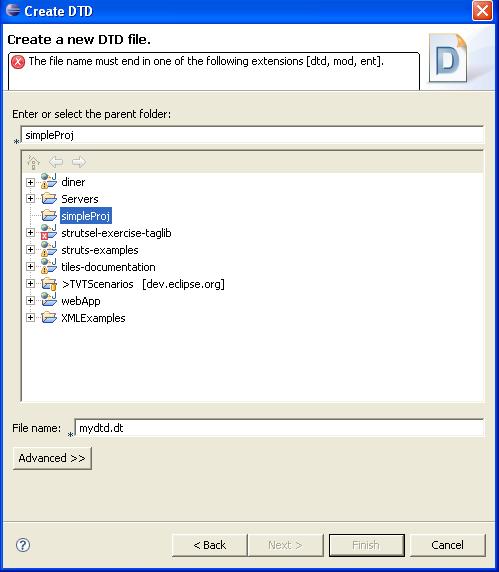 Create DTD
Create a new DTD file.
The file name must end in one of the following extensions [dtd, mod, ent].
D
Enter or select the parent folder:
* simpleProj
diner
Servers
simpleProj
strutsel-exercise-taglib
struts-examples
tiles-documentation
>TVTScenarios [dev.eclipse.org]
webApp
XMLExamples
File name: * mydtd.dt
Advanced >>
? < Back Next > Finish Cancel